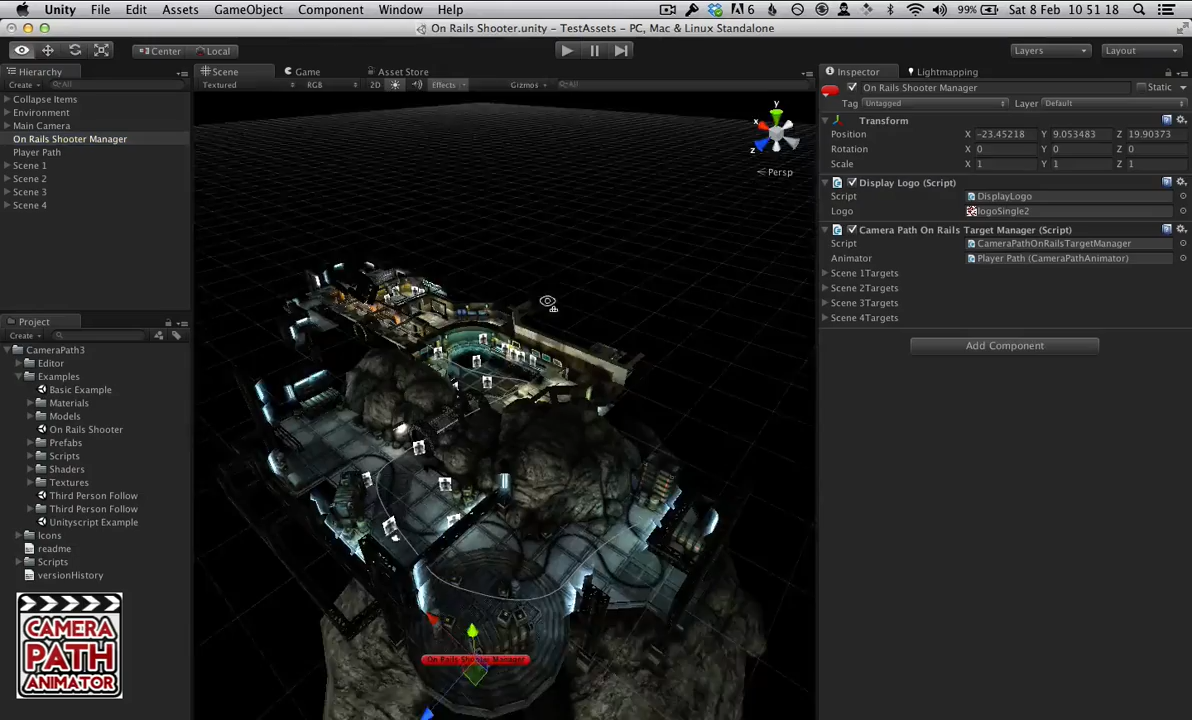 Unity File Edit Assets GameObject Component Window Help 6 99% Sat 8 Feb 10 51 18
On Rails Shooter.unity - TestAssets - PC, Mac & Linux Standalone
Center Local Layers Layout
Hierarchy
Create All
Collapse Items
Environment
Main Camera
On Rails Shooter Manager
Player Path
Scene 1
Scene 2
Scene 3
Scene 4
Project
Create
CameraPath3
Editor
Examples
Basic Example
Materials
Models
On Rails Shooter
Prefabs
Scripts
Shaders
Textures
Third Person Follow
Third Person Follow
Unityscript Example
Icons
readme
Scripts
versionHistory
CAMERA
PATH
ANIMATOR
Scene Game Asset Store
Textured RGB 2D Effects Gizmos All
y
x
z
Persp
On Rails Shooter Manager
Inspector Lightmapping
On Rails Shooter Manager Static
Tag Untagged Layer Default
Transform
Position X -23.45218 Y 9.053483 Z 19.90373
Rotation X 0 Y 0 Z 0
Scale X 1 Y 1 Z 1
Display Logo (Script)
Script DisplayLogo
Logo logoSingle2
Camera Path On Rails Target Manager (Script)
Script CameraPathOnRailsTargetManager
Animator Player Path (CameraPathAnimator)
Scene 1Targets
Scene 2Targets
Scene 3Targets
Scene 4Targets
Add Component